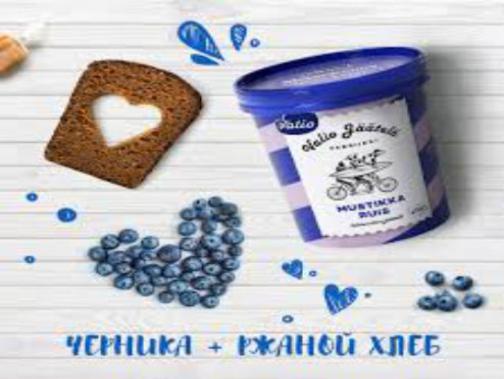 Valio
Valio Jäätelö
MUSTIKKA
RUIS
ЧЕРНИКА + РЖАНОЙ ХЛЕБ